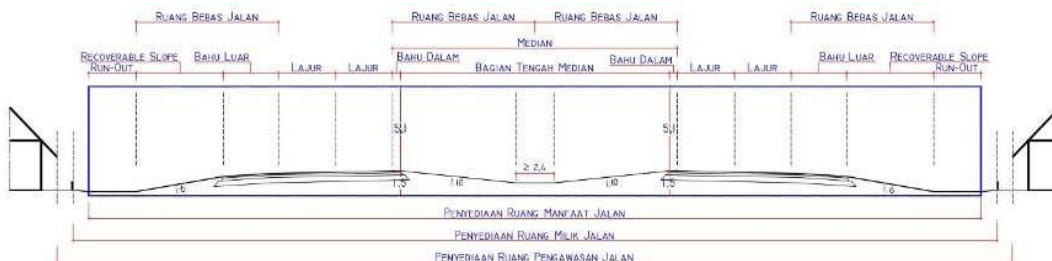 RUANG BEBAS JALAN RUANG BEBAS JALAN RUANG BEBAS JALAN RUANG BEBAS JALAN
MEDIAN
RECOVERABLE SLOPE BAHU LUAR BAHU DALAM BAHU DALAM BAHU LUAR RECOVERABLE SLOPE
RUN-OUT LAJUR LAJUR BAGIAN TENGAH MEDIAN LAJUR LAJUR RUN-OUT
5,1 5,1
≥ 2,4
1:6 1,5 1:10 1:10 1,5 1:6
PENYEDIAAN RUANG MANFAAT JALAN
PENYEDIAAN RUANG MILIK JALAN
PENYEDIAAN RUANG PENGAWASAN JALAN